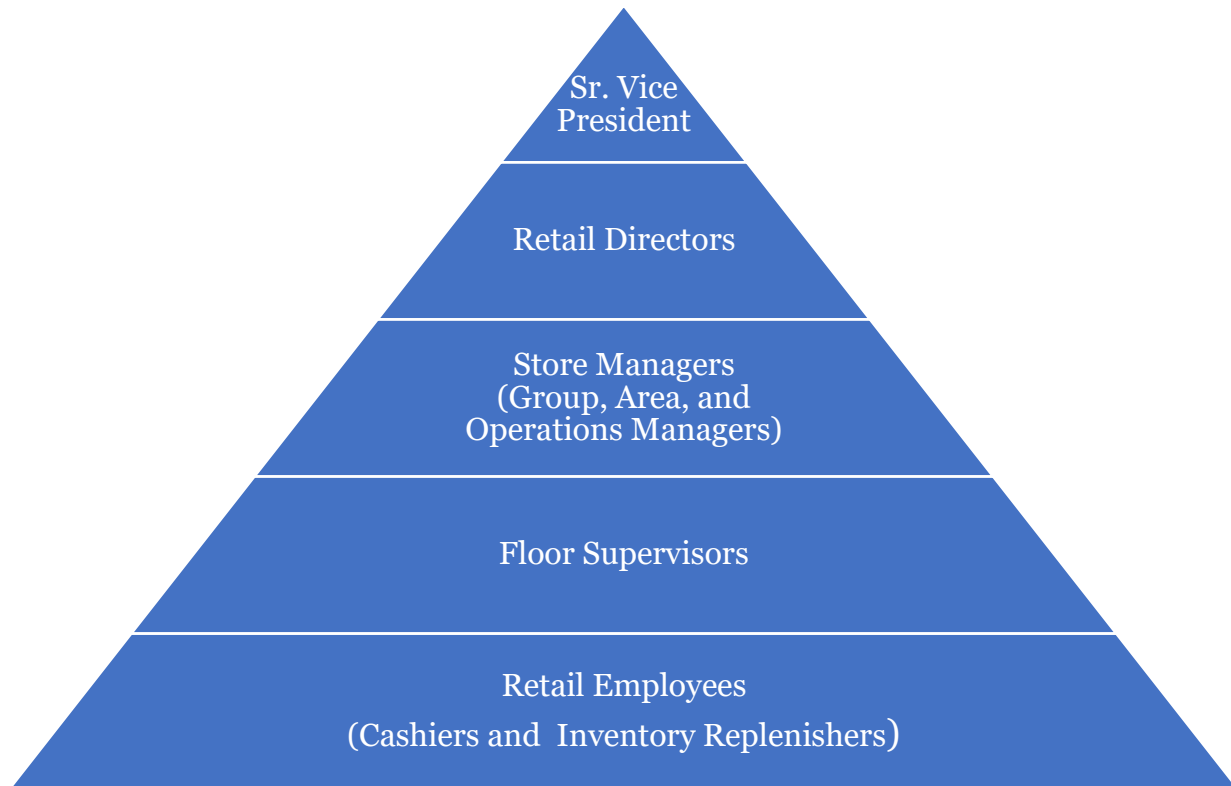 Sr. Vice
President
Retail Directors
Store Managers
(Group, Area, and
Operations Managers)
Floor Supervisors
Retail Employees
(Cashiers and  Inventory Replenishers)